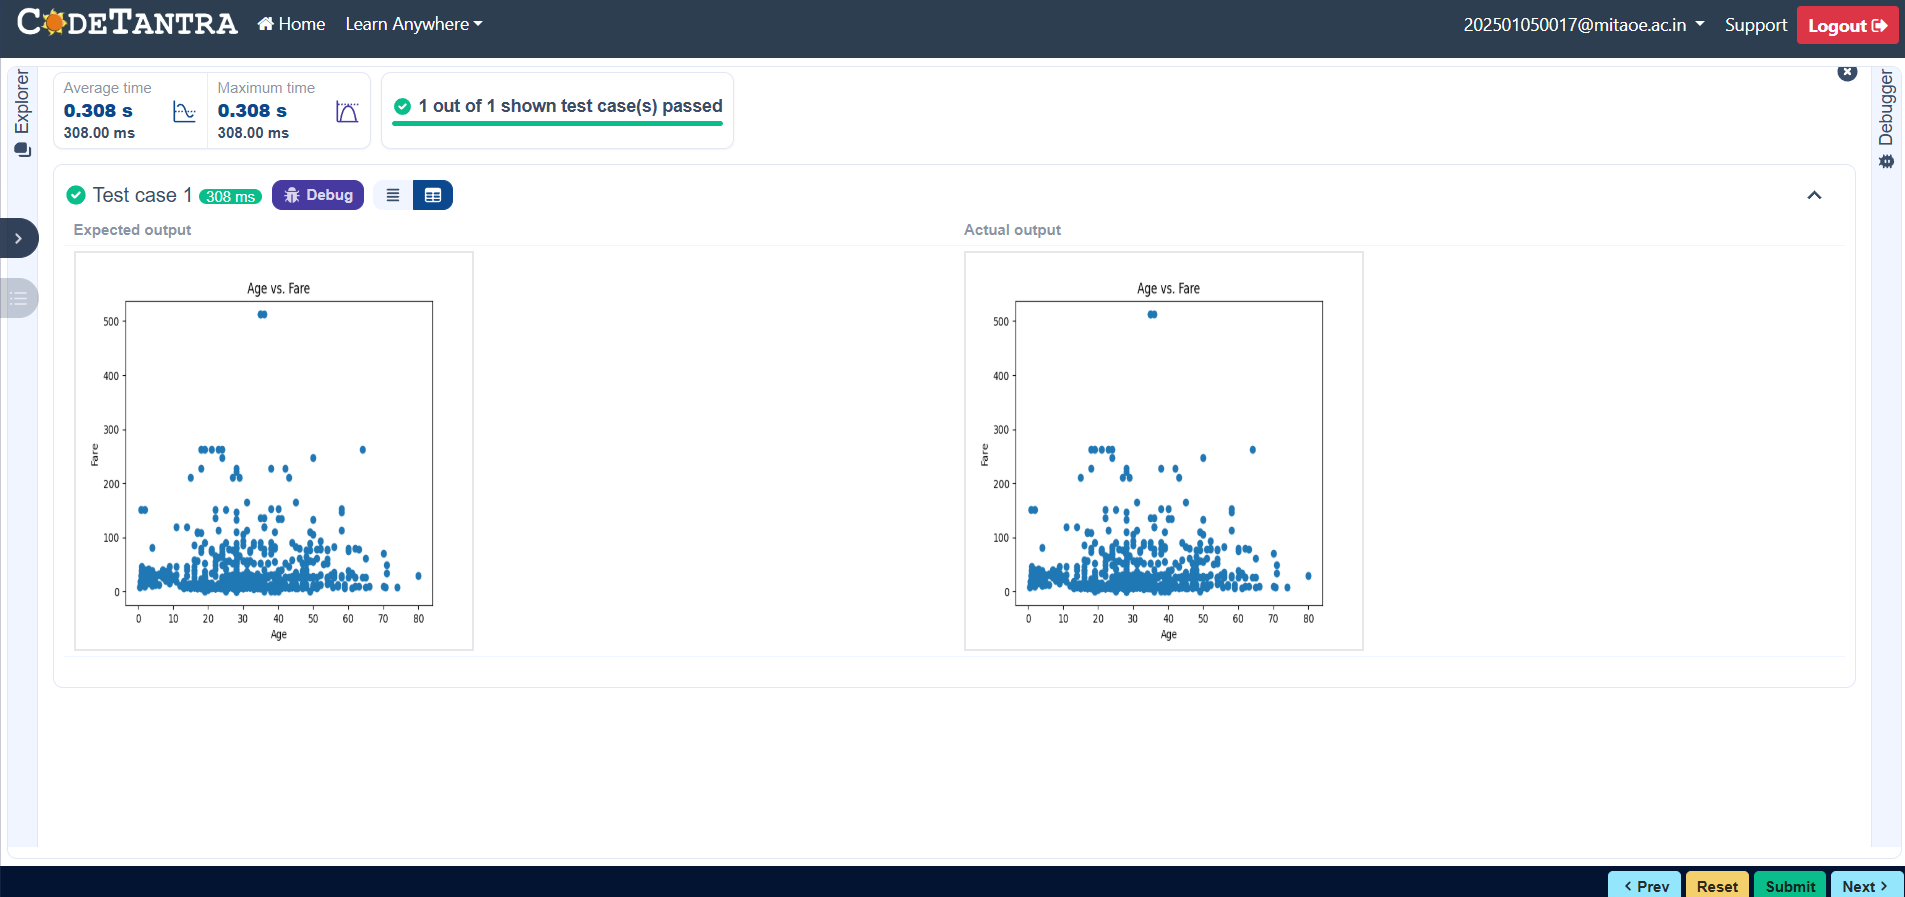 CODETANTRA Home Learn Anywhere 202501050017@mitaoe.ac.in Support Logout
Explorer
Average time
0.308 s
308.00 ms
Maximum time
0.308 s
308.00 ms
1 out of 1 shown test case(s) passed
Debugger
Test case 1 308 ms Debug
Expected output
Actual output
Age vs. Fare
500
400
300
200
100
0
Fare
0 10 20 30 40 50 60 70 80
Age
Age vs. Fare
500
400
300
200
100
0
Fare
0 10 20 30 40 50 60 70 80
Age
Prev Reset Submit Next